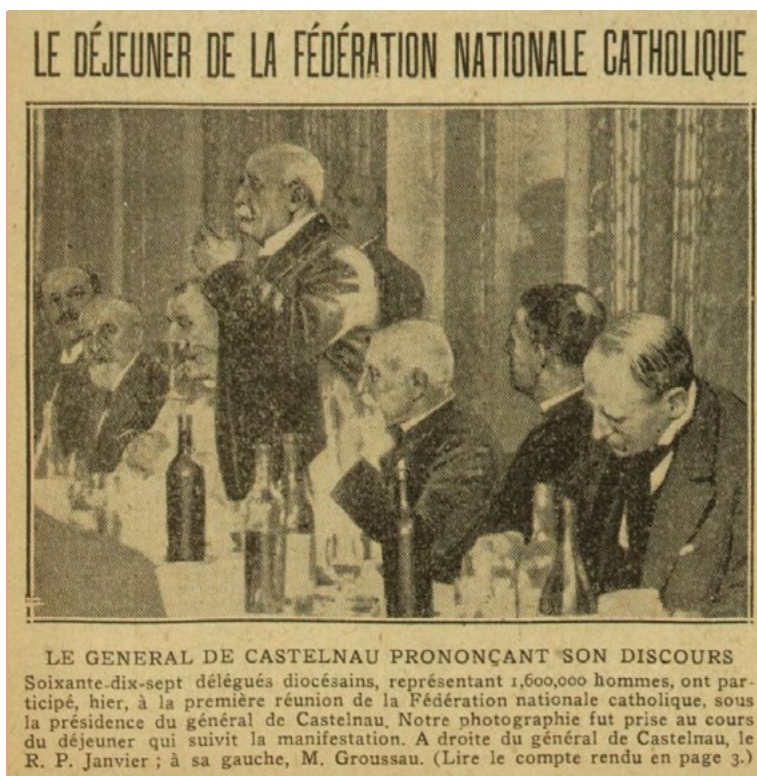 LE DÉJEUNER DE LA FÉDÉRATION NATIONALE CATHOLIQUE
LE GENERAL DE CASTELNAU PRONONÇANT SON DISCOURS
Soixante-dix-sept délégués diocésains, représentant 1,600,000 hommes, ont par-
ticipé, hier, à la première réunion de la Fédération nationale catholique, sous
la présidence du général de Castelnau. Notre photographie fut prise au cours
du déjeuner qui suivit la manifestation. A droite du général de Castelnau, le
R. P. Janvier ; à sa gauche, M. Groussau. (Lire le compte rendu en page 3.)